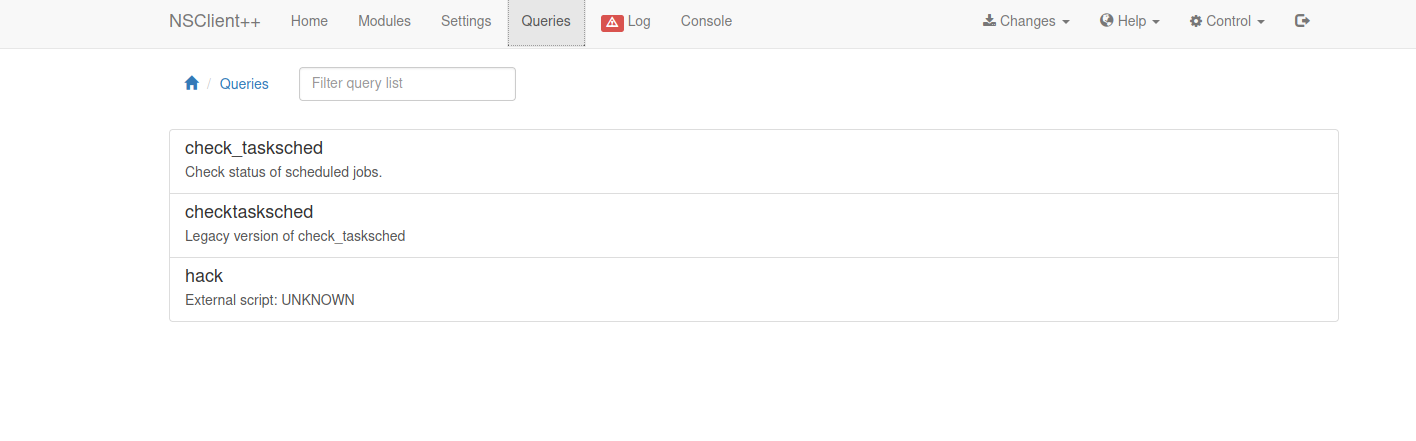 NSClient++ Home Modules Settings Queries Log Console Changes Help Control
/ Queries Filter query list
check_tasksched
Check status of scheduled jobs.
checktasksched
Legacy version of check_tasksched
hack
External script: UNKNOWN